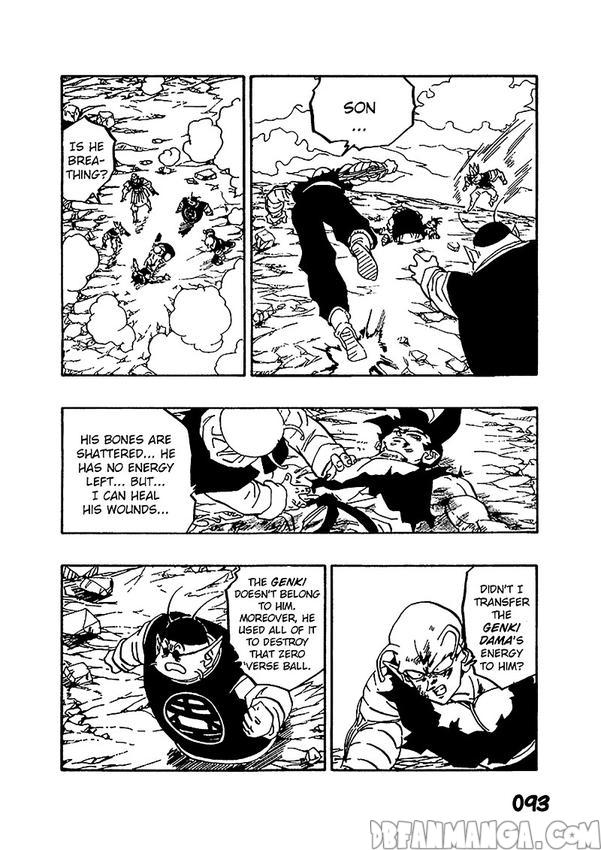 SON
...
IS HE
BREA-
THING?
HIS BONES ARE
SHATTERED... HE
HAS NO ENERGY
LEFT... BUT...
I CAN HEAL
HIS WOUNDS...
DIDN'T I
TRANSFER
THE GENKI
DAMA'S
ENERGY
TO HIM?
THE GENKI
DOESN'T BELONG
TO HIM.
MOREOVER, HE
USED ALL OF IT
TO DESTROY
THAT ZERO
'VERSE BALL.
093
DBFANMANGA.COM